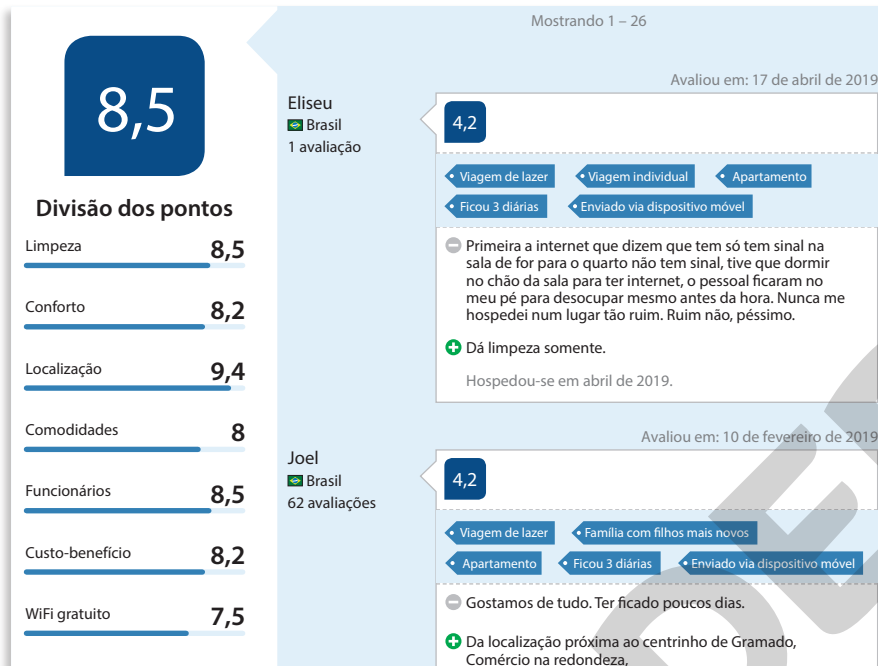 8,5
Divisão dos pontos
Limpeza 8,5
Conforto 8,2
Localização 9,4
Comodidades 8
Funcionários 8,5
Custo-benefício 8,2
WiFi gratuito 7,5
Mostrando 1 – 26
Avaliou em: 17 de abril de 2019
Eliseu
Brasil
1 avaliação
4,2
Viagem de lazer Viagem individual Apartamento
Ficou 3 diárias Enviado via dispositivo móvel
Primeira a internet que dizem que tem só tem sinal na
sala de for para o quarto não tem sinal, tive que dormir
no chão da sala para ter internet, o pessoal ficaram no
meu pé para desocupar mesmo antes da hora. Nunca me
hospedei num lugar tão ruim. Ruim não, péssimo.
Dá limpeza somente.
Hospedou-se em abril de 2019.
Avaliou em: 10 de fevereiro de 2019
Joel
Brasil
62 avaliações
4,2
Viagem de lazer Família com filhos mais novos
Apartamento Ficou 3 diárias Enviado via dispositivo móvel
Gostamos de tudo. Ter ficado poucos dias.
Da localização próxima ao centrinho de Gramado,
Comércio na redondeza,